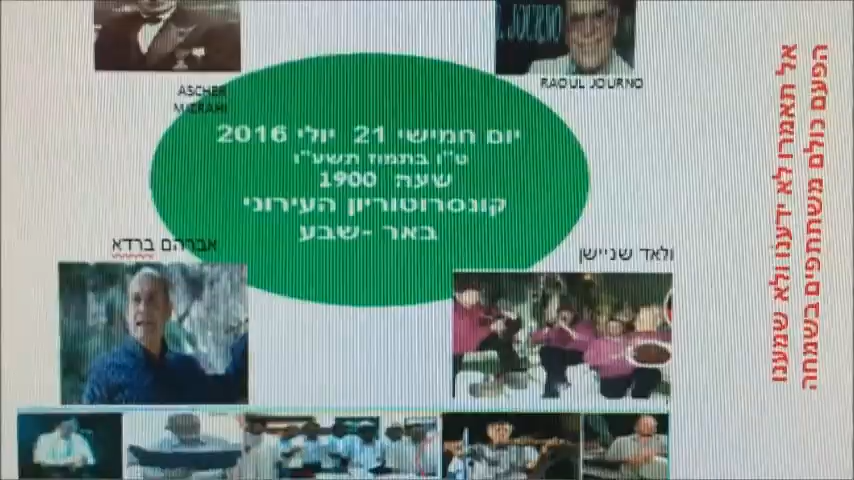 ASCHER
MIZRAHI
RAOUL JOURNO
יום חמישי 21 יולי 2016
ט"ו בתמוז תשע"ו
שעה 1900
קונסרוטוריון העירוני
באר -שבע
אברהם ברדא
ולאד שניישן
אל תאמרו לא ידענו ולא שמענו
הפעם כולם משתתפים בשמחה